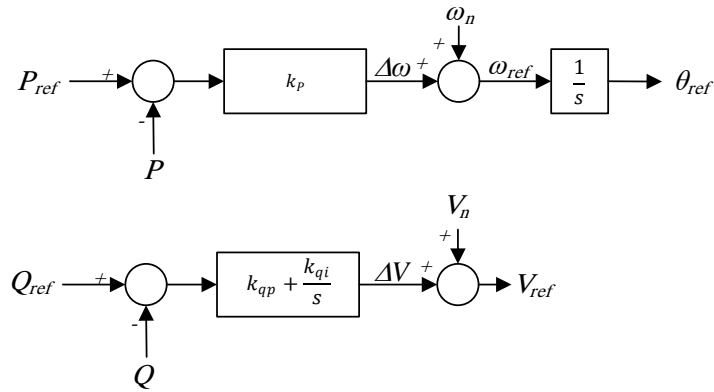 ω_n
P_ref + - k_P Δω + + ω_ref 1/s θ_ref
P
V_n
Q_ref + - k_qp + k_qi/s ΔV + + V_ref
Q